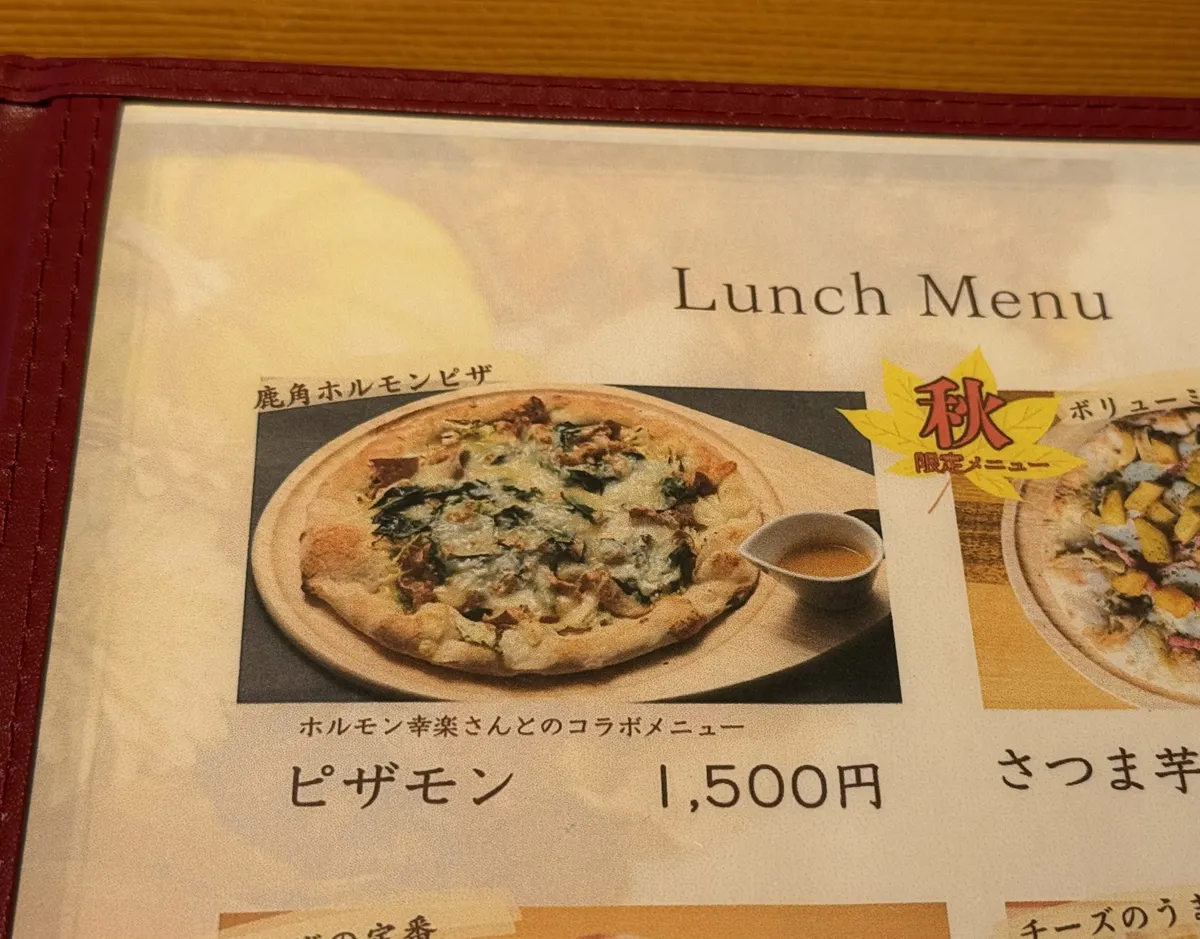 Lunch Menu
鹿角ホルモンピザ
秋
限定メニュー
ボリューミ
ホルモン幸楽さんとのコラボメニュー
ピザモン 1,500円
さつま芋
の定番
チーズのうま